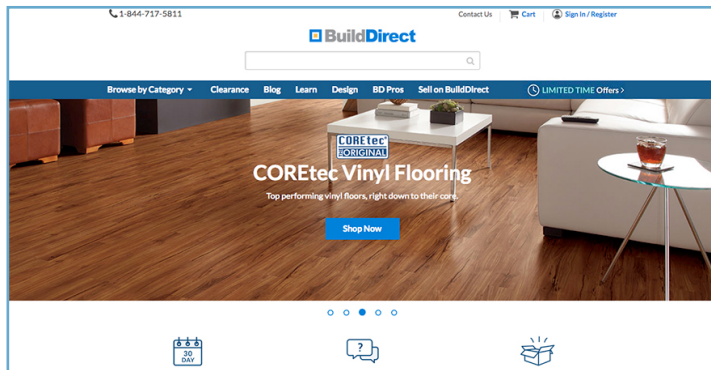 1-844-717-5811
Contact Us Cart Sign In / Register
BuildDirect
Browse by Category Clearance Blog Learn Design BD Pros Sell on BuildDirect LIMITED TIME Offers >
COREtec®
THE ORIGINAL
COREtec Vinyl Flooring
Top performing vinyl floors, right down to their core.
Shop Now
30
DAY
?